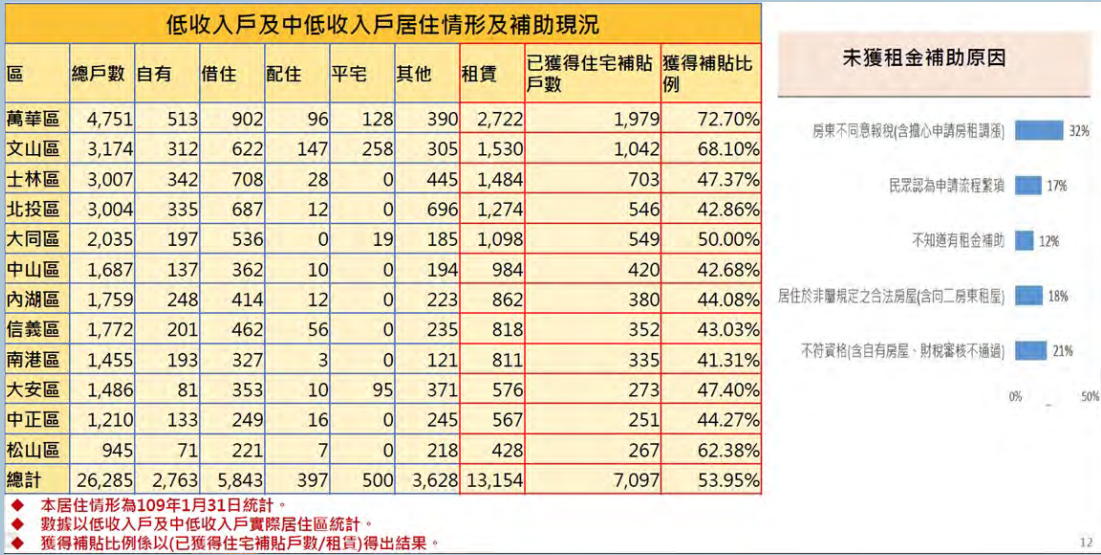 低收入戶及中低收入戶居住情形及補助現況
區 總戶數 自有 借住 配住 平宅 其他 租賃 已獲得住宅補貼戶數 獲得補貼比例
萬華區 4,751 513 902 96 128 390 2,722 1,979 72.70%
文山區 3,174 312 622 147 258 305 1,530 1,042 68.10%
士林區 3,007 342 708 28 0 445 1,484 703 47.37%
北投區 3,004 335 687 12 0 696 1,274 546 42.86%
大同區 2,035 197 536 0 19 185 1,098 549 50.00%
中山區 1,687 137 362 10 0 194 984 420 42.68%
內湖區 1,759 248 414 12 0 223 862 380 44.08%
信義區 1,772 201 462 56 0 235 818 352 43.03%
南港區 1,455 193 327 3 0 121 811 335 41.31%
大安區 1,486 81 353 10 95 371 576 273 47.40%
中正區 1,210 133 249 16 0 245 567 251 44.27%
松山區 945 71 221 7 0 218 428 267 62.38%
總計 26,285 2,763 5,843 397 500 3,628 13,154 7,097 53.95%
◆ 本居住情形為109年1月31日統計。
◆ 數據以低收入戶及中低收入戶實際居住區統計。
◆ 獲得補貼比例係以(已獲得住宅補貼戶數/租賃)得出結果。
未獲租金補助原因
房東不同意報稅(含擔心申請房租調漲) 32%
民眾認為申請流程繁瑣 17%
不知道有租金補助 12%
居住於非屬規定之合法房屋(含向二房東租屋) 18%
不符資格(含自有房屋、財稅審核不通過) 21%
0% 50%
12